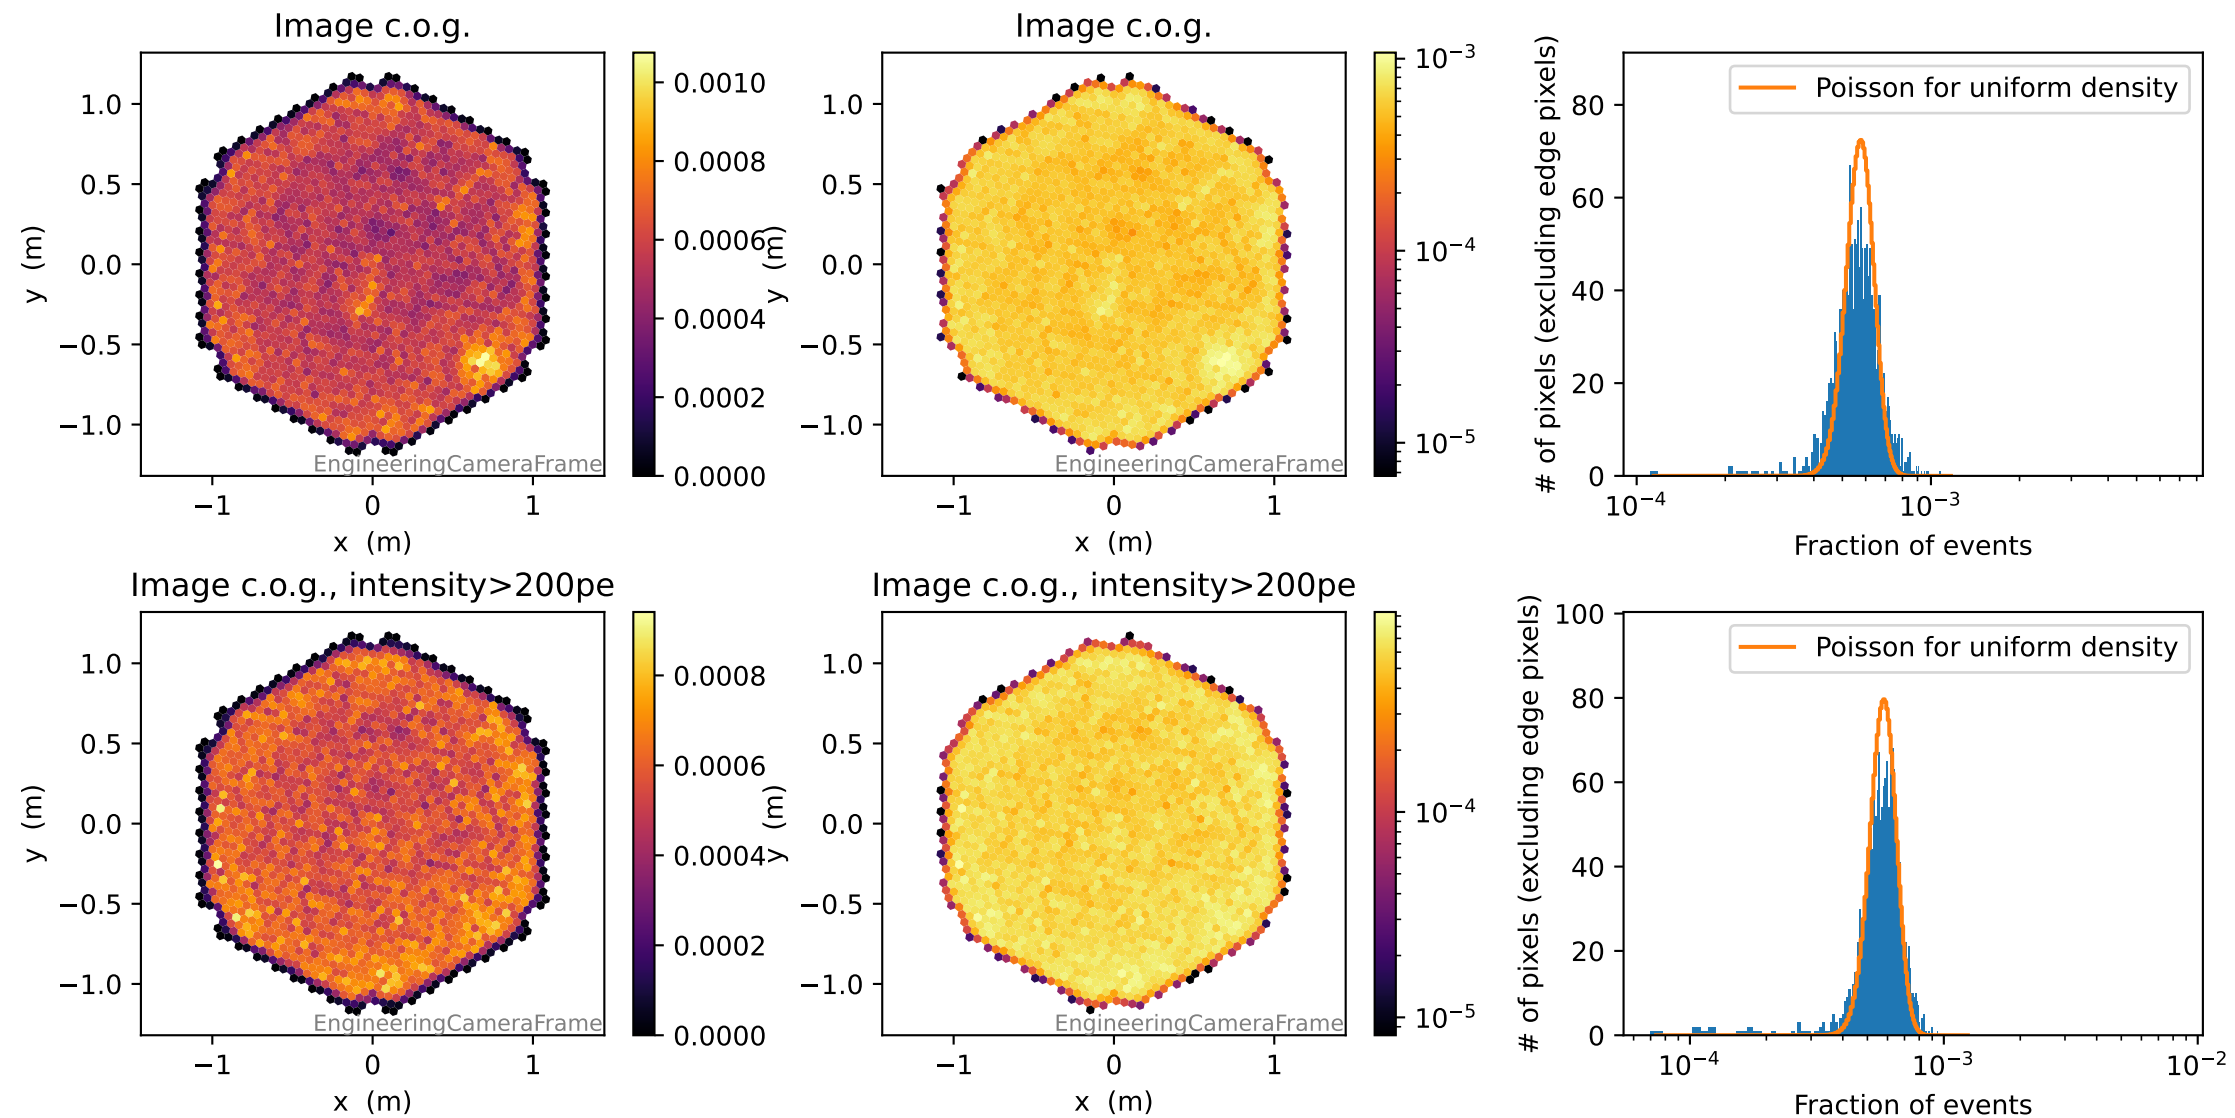 Image c.o.g.
y (m)
1.0
0.5
0.0
−0.5
−1.0
−1
0
1
x (m)
EngineeringCameraFrame
0.0010
0.0008
0.0006
0.0004
0.0002
0.0000
Image c.o.g.
y (m)
1.0
0.5
0.0
−0.5
−1.0
−1
0
1
x (m)
EngineeringCameraFrame
10⁻³
10⁻⁴
10⁻⁵
# of pixels (excluding edge pixels)
80
60
40
20
0
Poisson for uniform density
10⁻⁴
10⁻³
Fraction of events
Image c.o.g., intensity>200pe
y (m)
1.0
0.5
0.0
−0.5
−1.0
−1
0
1
x (m)
EngineeringCameraFrame
0.0008
0.0006
0.0004
0.0002
0.0000
Image c.o.g., intensity>200pe
y (m)
1.0
0.5
0.0
−0.5
−1.0
−1
0
1
x (m)
EngineeringCameraFrame
10⁻⁴
10⁻⁵
# of pixels (excluding edge pixels)
100
80
60
40
20
0
Poisson for uniform density
10⁻⁴
10⁻³
10⁻²
Fraction of events